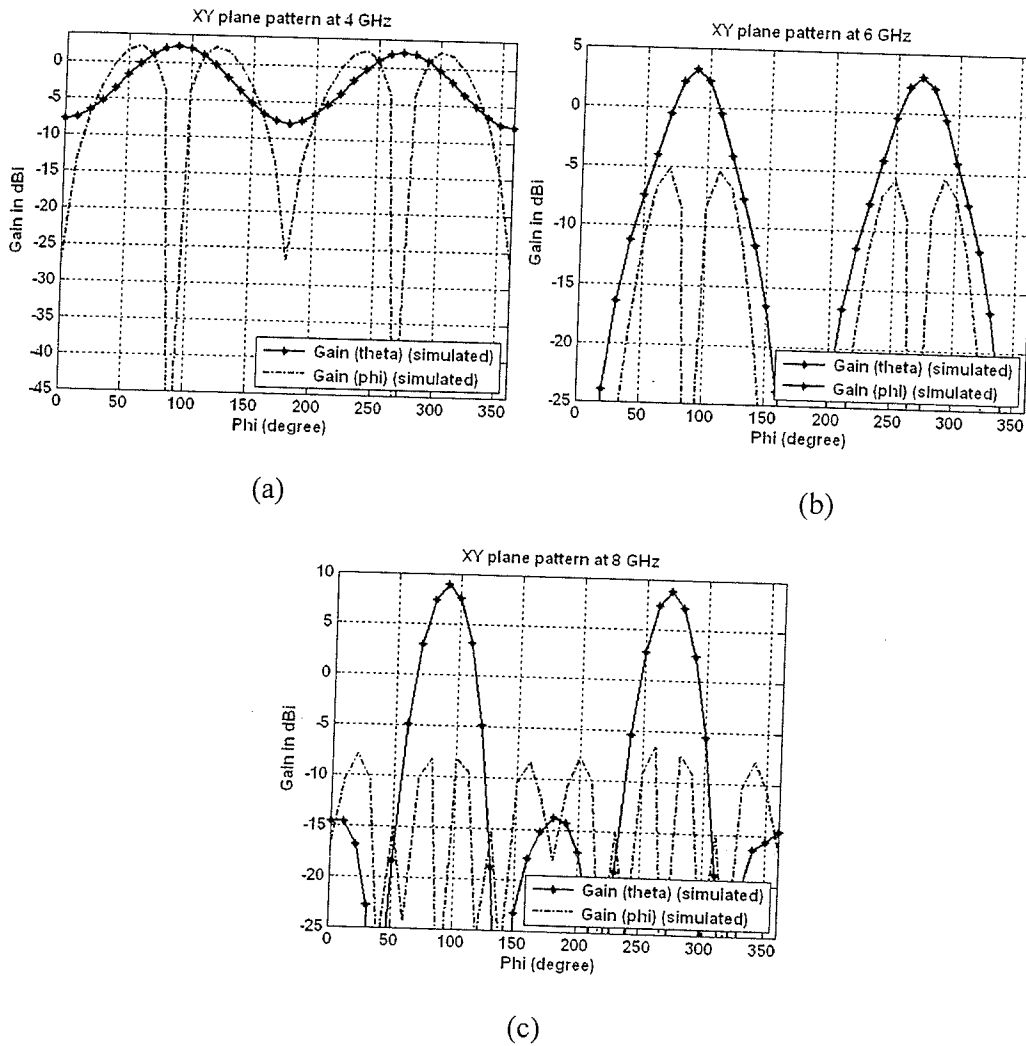 XY plane pattern at 4 GHz
0
-5
-10
-15
-20
-25
-30
-35
-40
-45
Gain in dBi
Gain (theta) (simulated)
Gain (phi) (simulated)
0 50 100 150 200 250 300 350
Phi (degree)
(a)
XY plane pattern at 6 GHz
5
0
-5
-10
-15
-20
-25
Gain in dBi
Gain (theta) (simulated)
Gain (phi) (simulated)
0 50 100 150 200 250 300 350
Phi (degree)
(b)
XY plane pattern at 8 GHz
10
5
0
-5
-10
-15
-20
-25
Gain in dBi
Gain (theta) (simulated)
Gain (phi) (simulated)
0 50 100 150 200 250 300 350
Phi (degree)
(c)